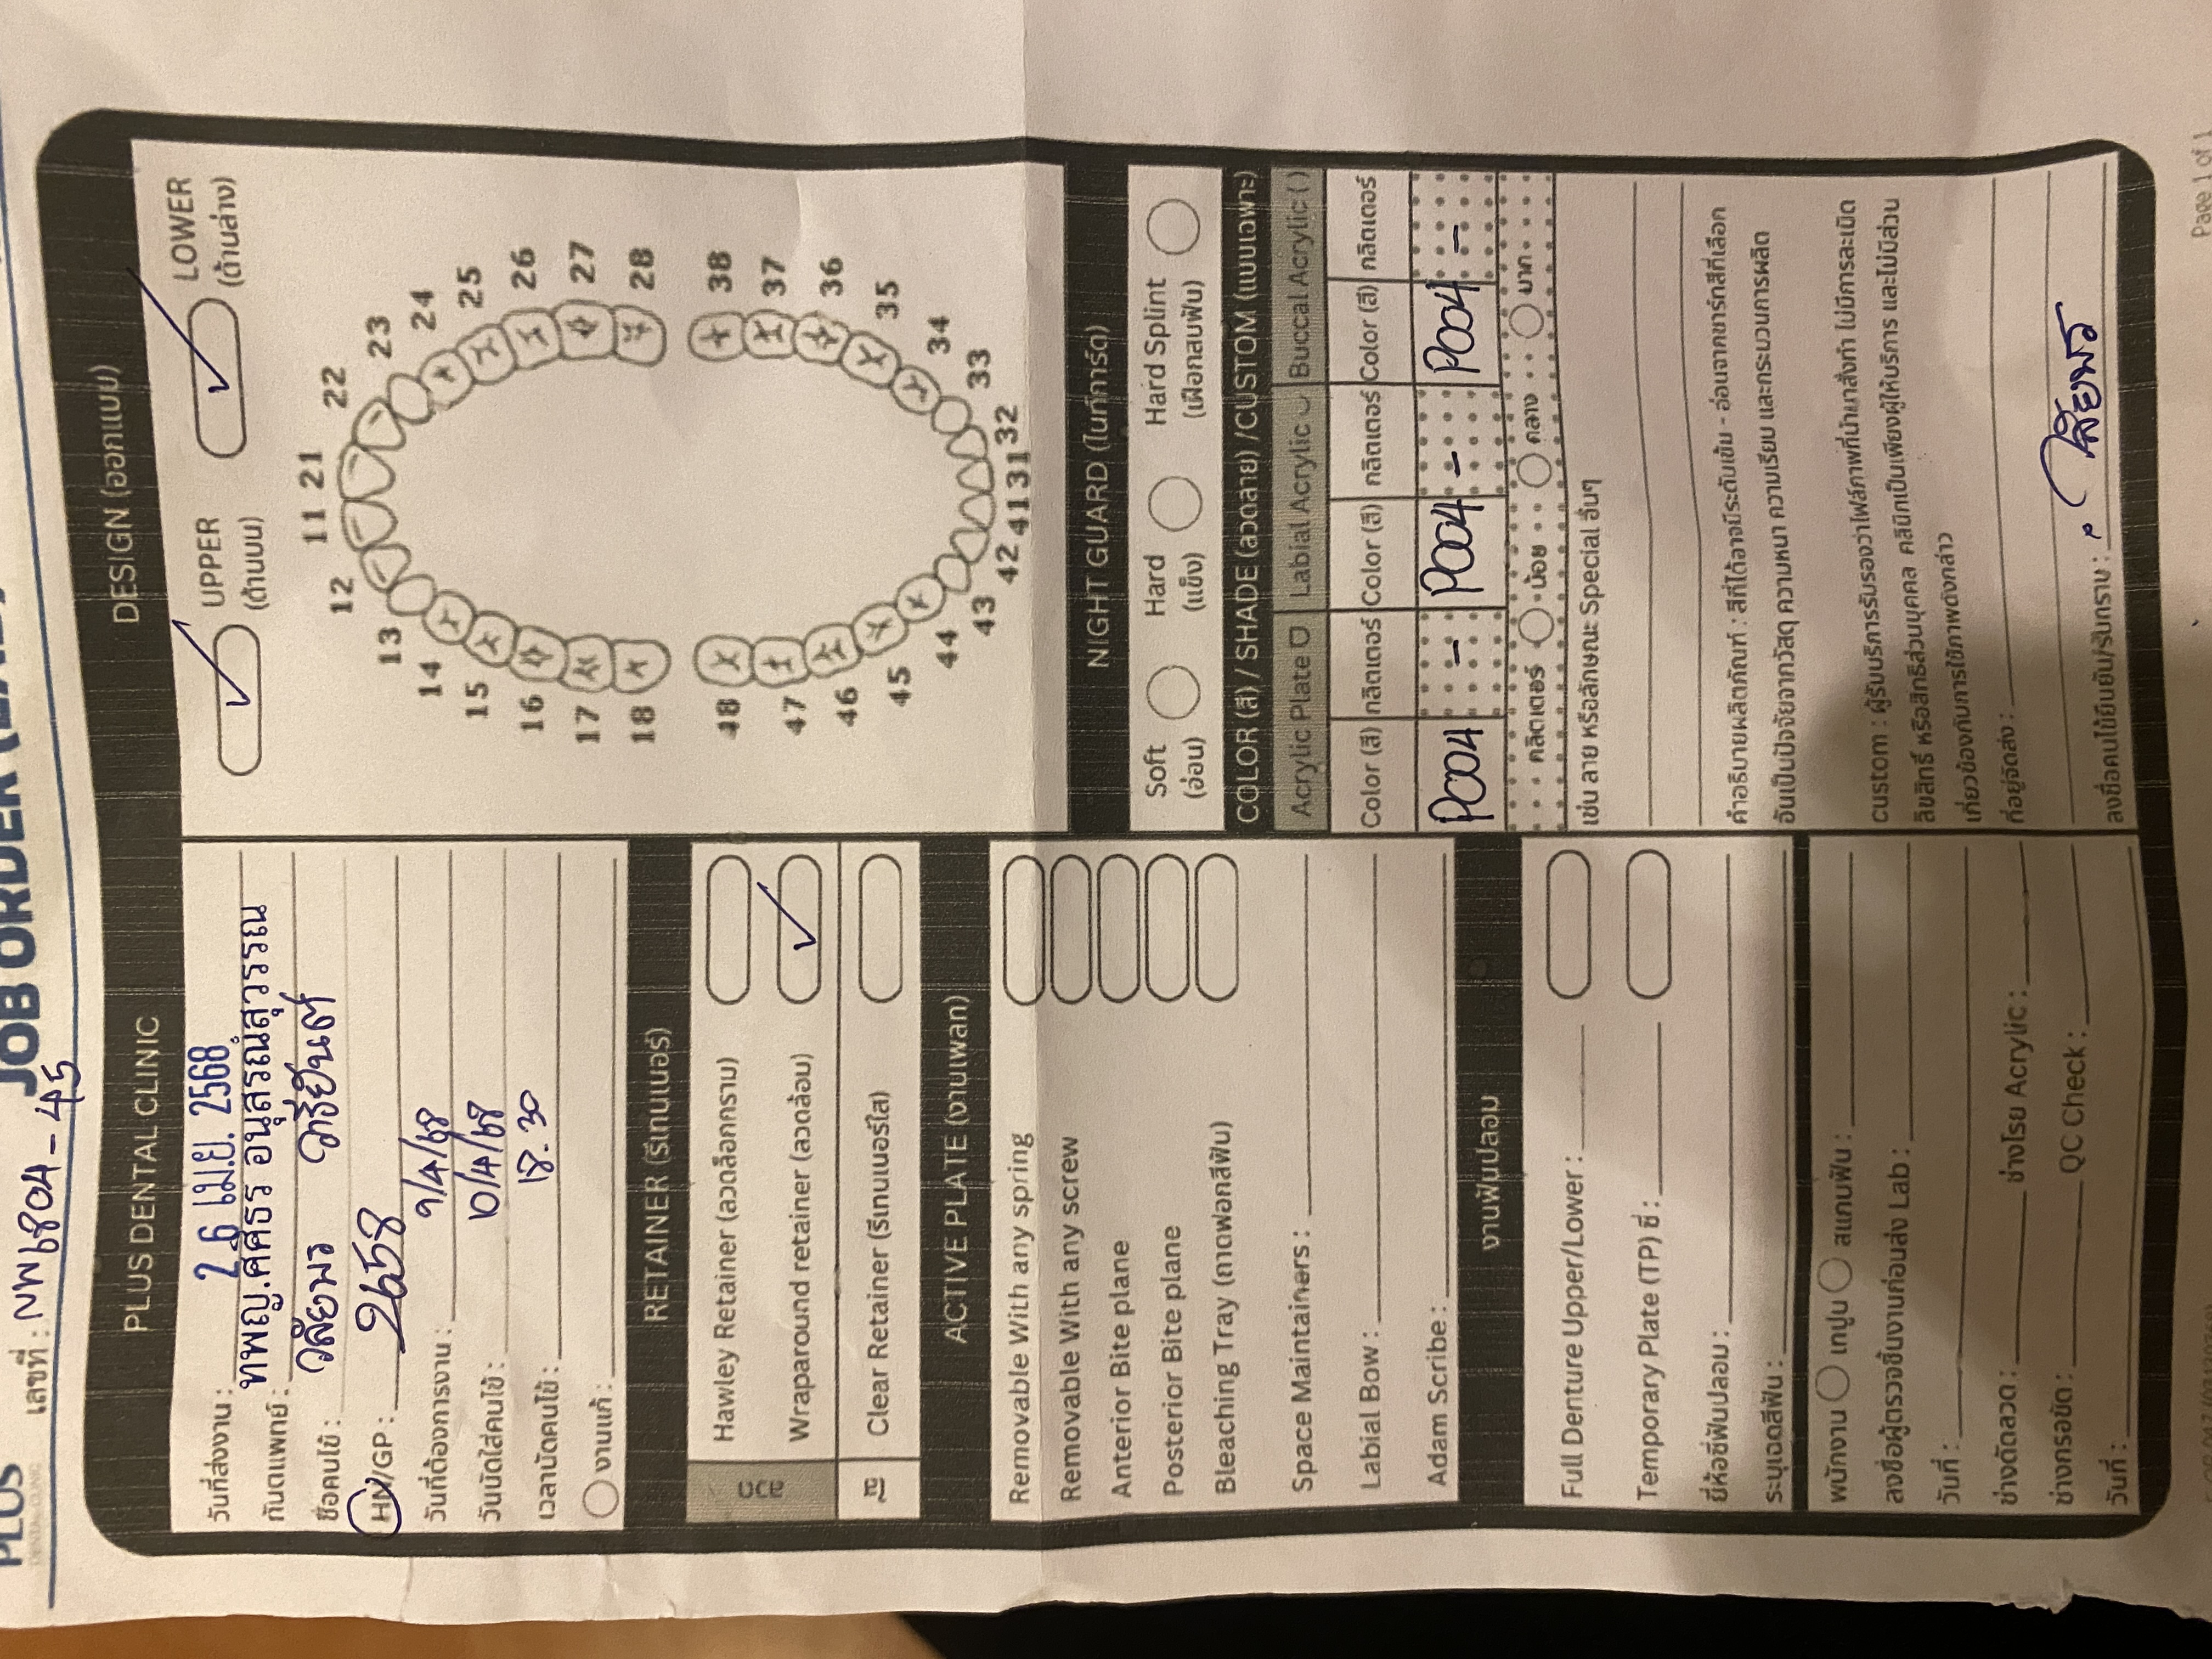 PLUS
DENTAL CLINIC
เลขที่ : NW6804-45
JOB ORDER
PLUS DENTAL CLINIC
วันที่ส่งงาน : 26 เม.ย. 2568
ทันตแพทย์ : ทพญ.ศศิธร อนุสรณ์สุวรรณ
ชื่อคนไข้ : วลัยพร วารียันต์
HN/GP : 2658
วันที่ต้องการงาน : 9/4/68
วันนัดใส่คนไข้ : 10/4/68
เวลานัดคนไข้ : 18.30
งานแก้ :
RETAINER (รีเทนเนอร์)
ลวด
Hawley Retainer (ลวดล็อกกราม)
Wraparound retainer (ลวดล้อม)
ใส
Clear Retainer (รีเทนเนอร์ใส)
ACTIVE PLATE (งานเพลท)
Removable With any spring
Removable With any screw
Anterior Bite plane
Posterior Bite plane
Bleaching Tray (ถาดฟอกสีฟัน)
Space Maintainers :
Labial Bow :
Adam Scribe :
งานฟันปลอม
Full Denture Upper/Lower :
Temporary Plate (TP) ซี่ :
ยี่ห้อซี่ฟันปลอม :
ระบุเฉดสีฟัน :
พนักงาน เทปูน สแกนฟัน :
ลงชื่อผู้ตรวจชิ้นงานก่อนส่ง Lab :
วันที่ :
ช่างดัดลวด : ช่างโรย Acrylic :
ช่างกรอขัด : QC Check :
วันที่ :
DESIGN (ออกแบบ)
UPPER
(ด้านบน)
LOWER
(ด้านล่าง)
11 21
12 22
13 23
14 24
15 25
16 26
17 27
18 28
48 38
47 37
46 36
45 35
44 34
43 33
42 41 31 32
NIGHT GUARD (ไนท์การ์ด)
Soft
(อ่อน)
Hard
(แข็ง)
Hard Splint
(เฝือกสบฟัน)
COLOR (สี) / SHADE (ลวดลาย) /CUSTOM (แบบเฉพาะ)
Acrylic Plate Labial Acrylic Buccal Acrylic ( )
Color (สี) กลิตเตอร์ Color (สี) กลิตเตอร์ Color (สี) กลิตเตอร์
P004 - P004 - P004 -
กลิตเตอร์ น้อย กลาง มาก
เช่น ลาย หรือลักษณะ Special อื่นๆ
คำอธิบายผลิตภัณฑ์ : สีที่ได้อาจมีระดับเข้ม - อ่อนจากชาร์ทสีที่เลือก
อันเป็นปัจจัยจากวัสดุ ความหนา ความเรียบ และกระบวนการผลิต
custom : ผู้รับบริการรับรองว่าไฟล์ภาพที่นำมาสั่งทำ ไม่มีการละเมิด
ลิขสิทธิ์ หรือสิทธิส่วนบุคคล คลินิกเป็นเพียงผู้ให้บริการ และไม่มีส่วน
เกี่ยวข้องกับการใช้ภาพดังกล่าว
ที่อยู่จัดส่ง :
ลงชื่อคนไข้ยืนยัน/รับทราบ : วลัยพร
Page 1 of 1